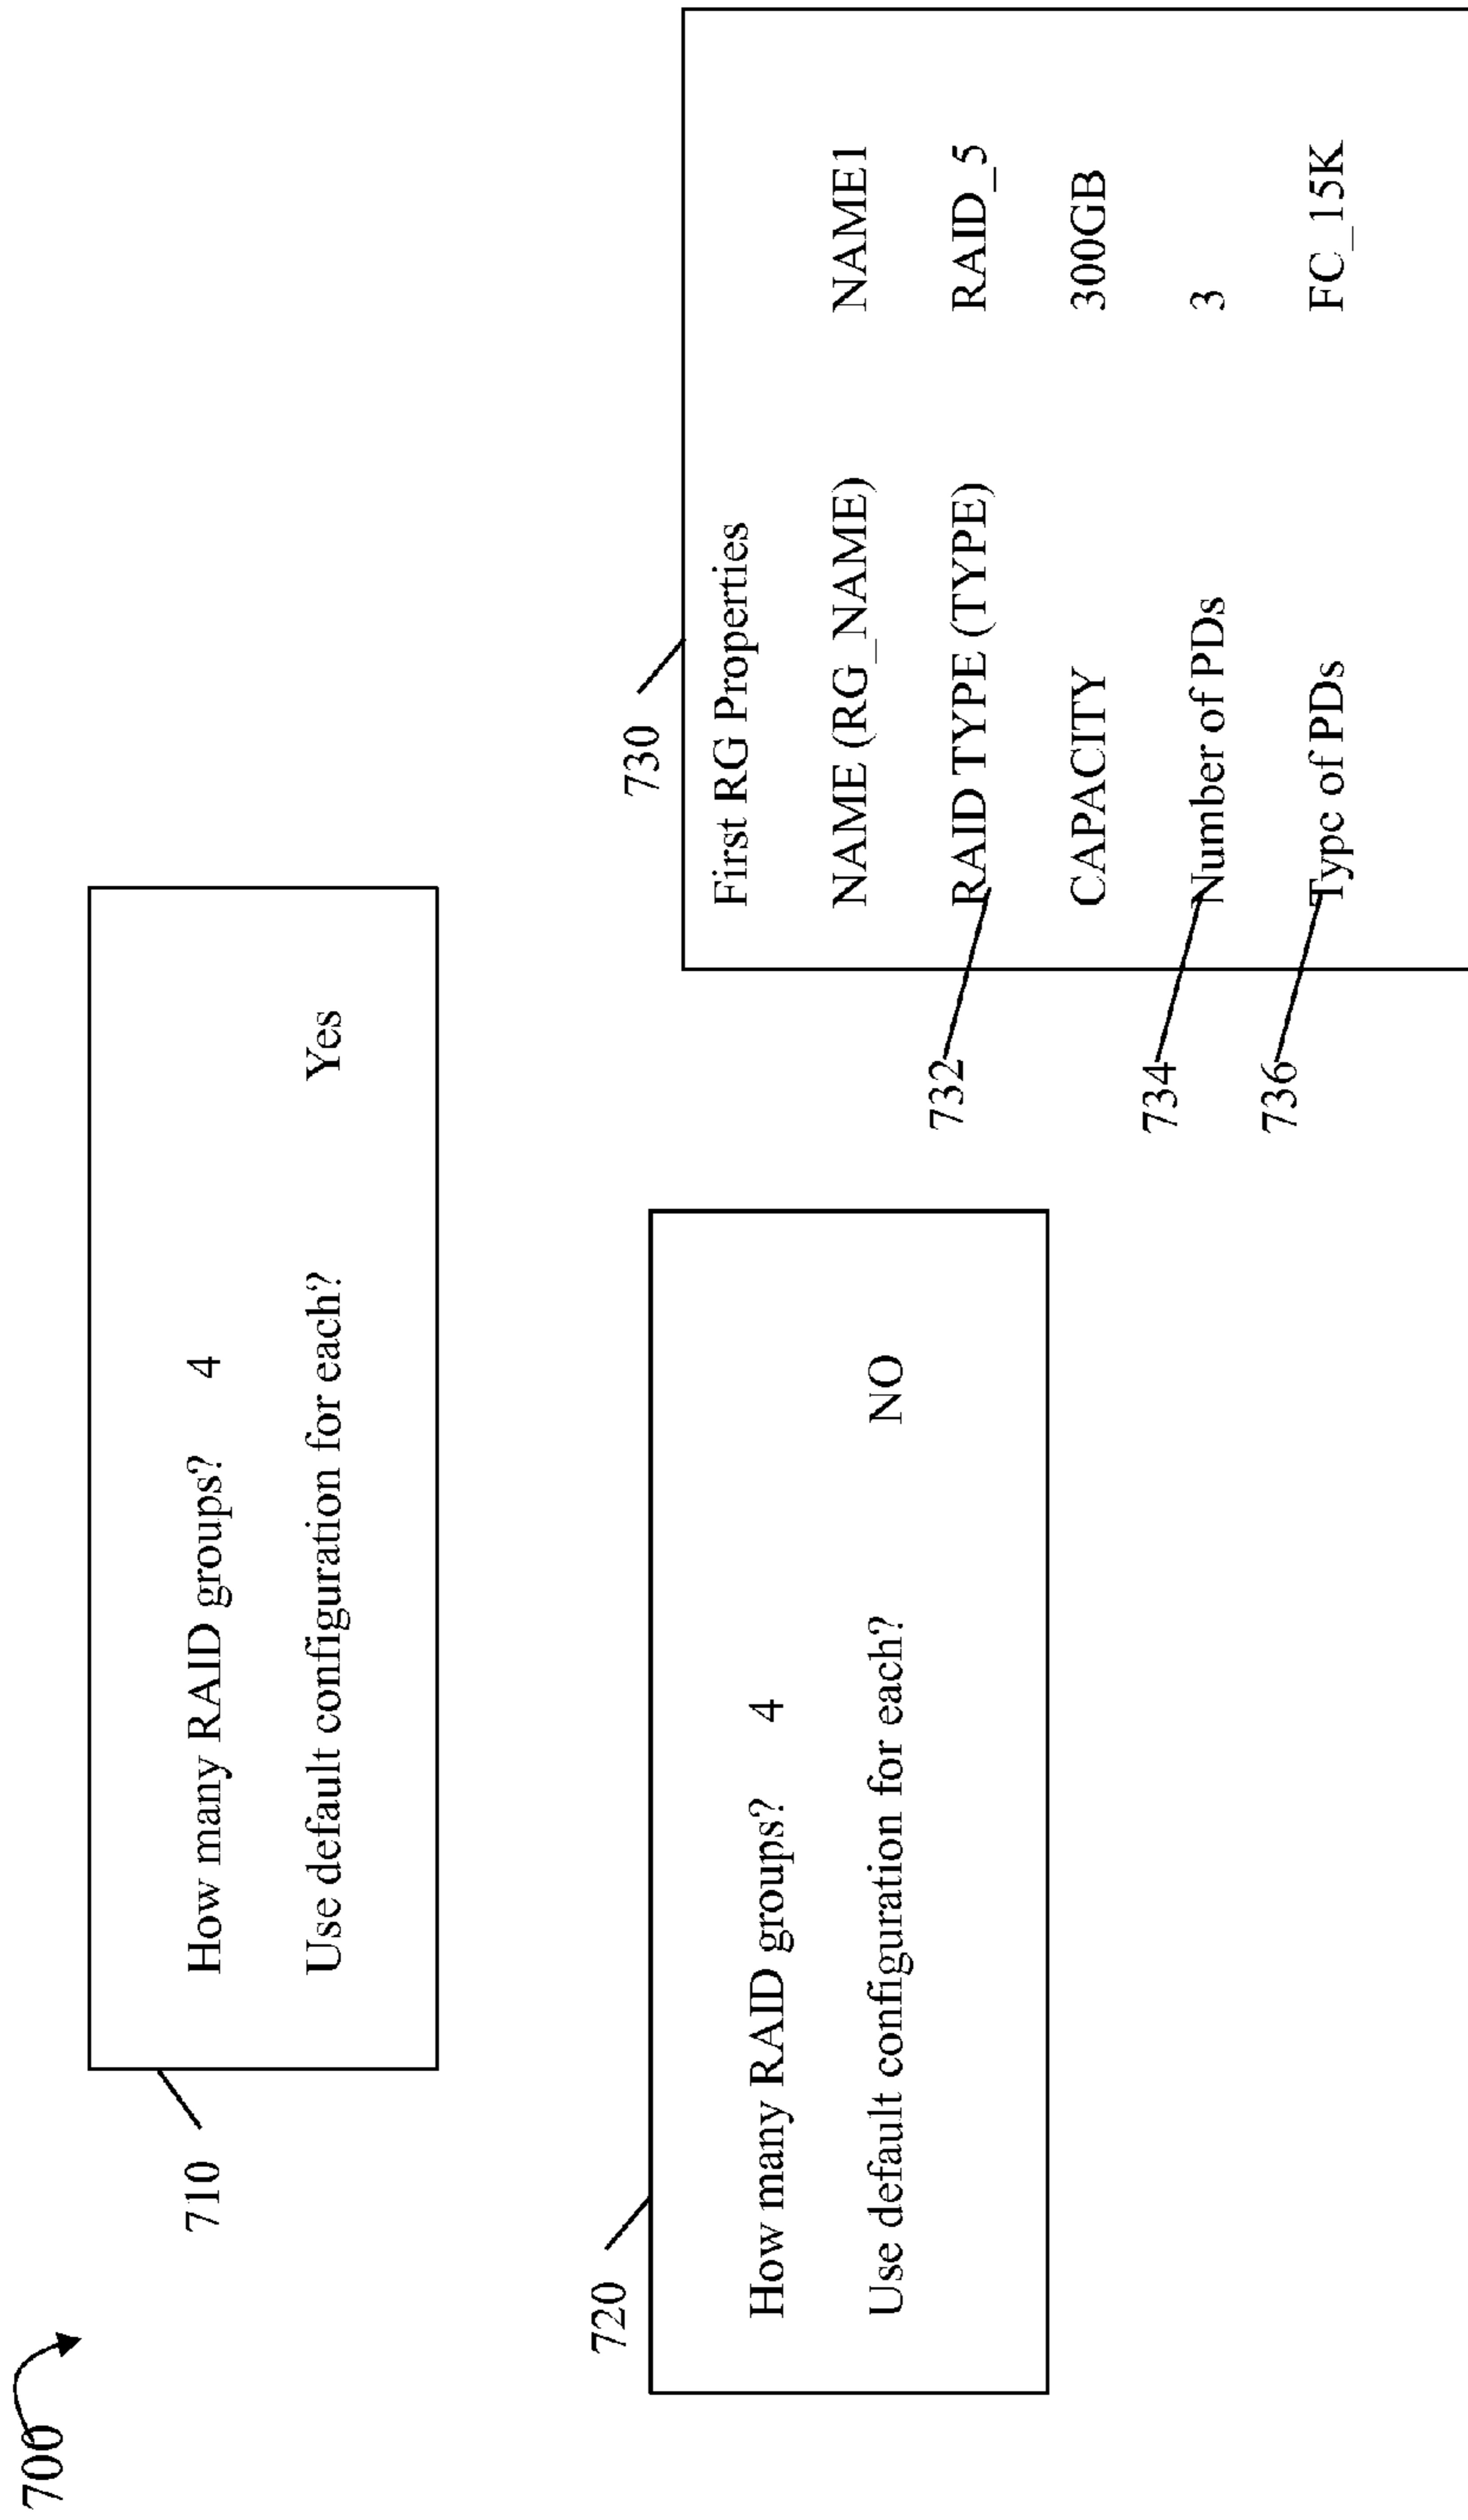 700
710
How many RAID groups? 4
Use default configuration for each? Yes
720
How many RAID groups? 4
Use default configuration for each? NO
730
First RG Properties
NAME (RG_NAME) NAME1
RAID TYPE (TYPE) RAID_5
732
CAPACITY 300GB
Number of PDs 3
734
Type of PDs FC_15K
736